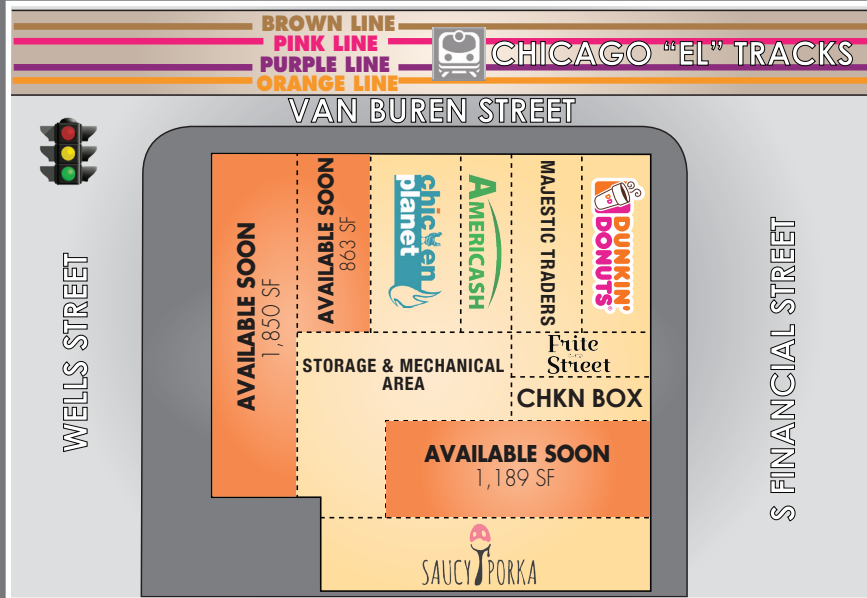 BROWN LINE
PINK LINE
PURPLE LINE
ORANGE LINE
CHICAGO "EL" TRACKS
VAN BUREN STREET
WELLS STREET
AVAILABLE SOON
1,850 SF
AVAILABLE SOON
863 SF
chicken
planet
AMERICASH
MAJESTIC TRADERS
DD
DUNKIN'
DONUTS®
S FINANCIAL STREET
STORAGE & MECHANICAL
AREA
Frite
Street
CHKN BOX
AVAILABLE SOON
1,189 SF
SAUCY PORKA